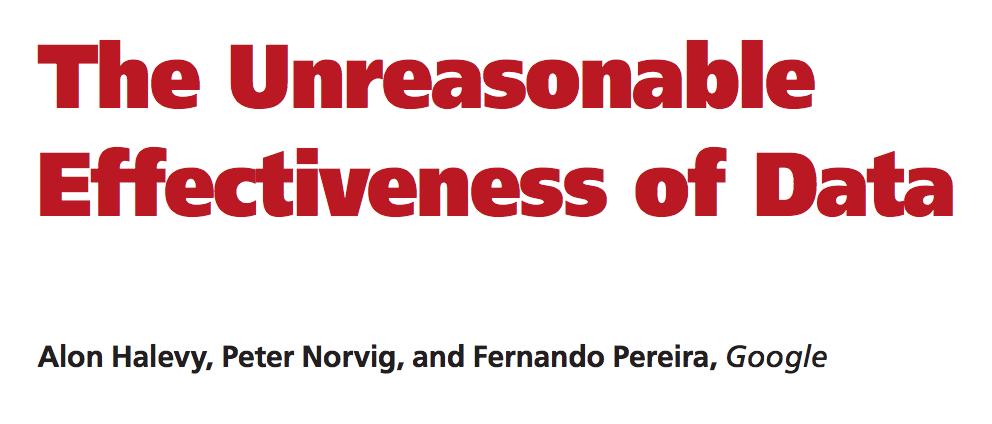 The Unreasonable
Effectiveness of Data
Alon Halevy, Peter Norvig, and Fernando Pereira, Google